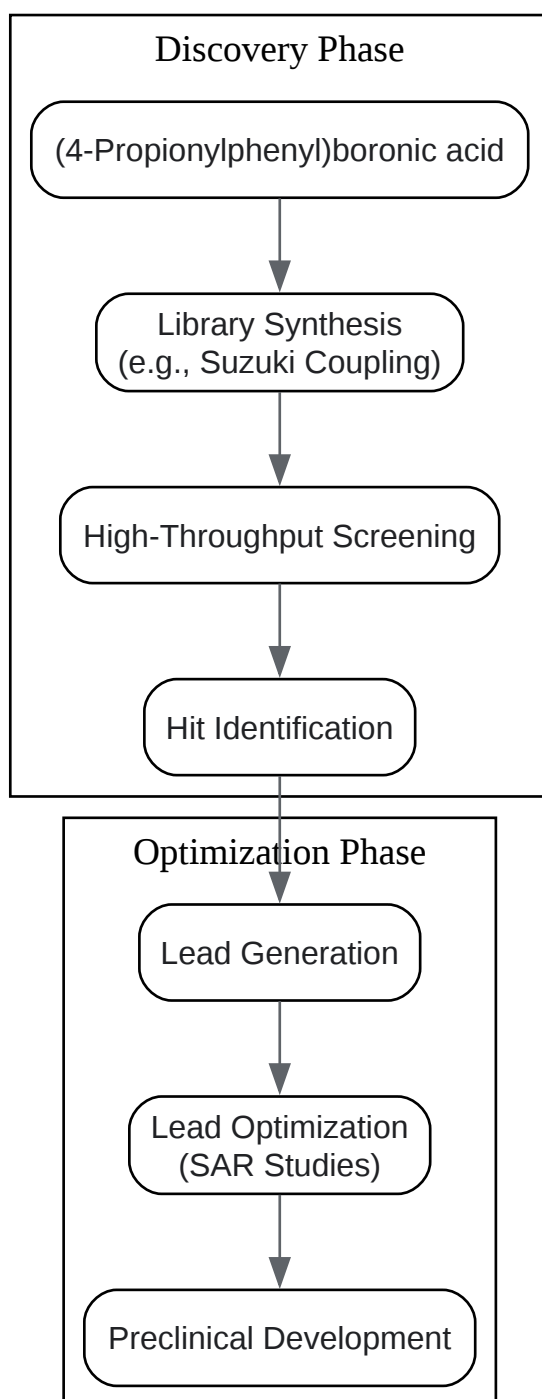 Discovery Phase
(4-Propionylphenyl)boronic acid
Library Synthesis
(e.g., Suzuki Coupling)
High-Throughput Screening
Hit Identification
Optimization Phase
Lead Generation
Lead Optimization
(SAR Studies)
Preclinical Development